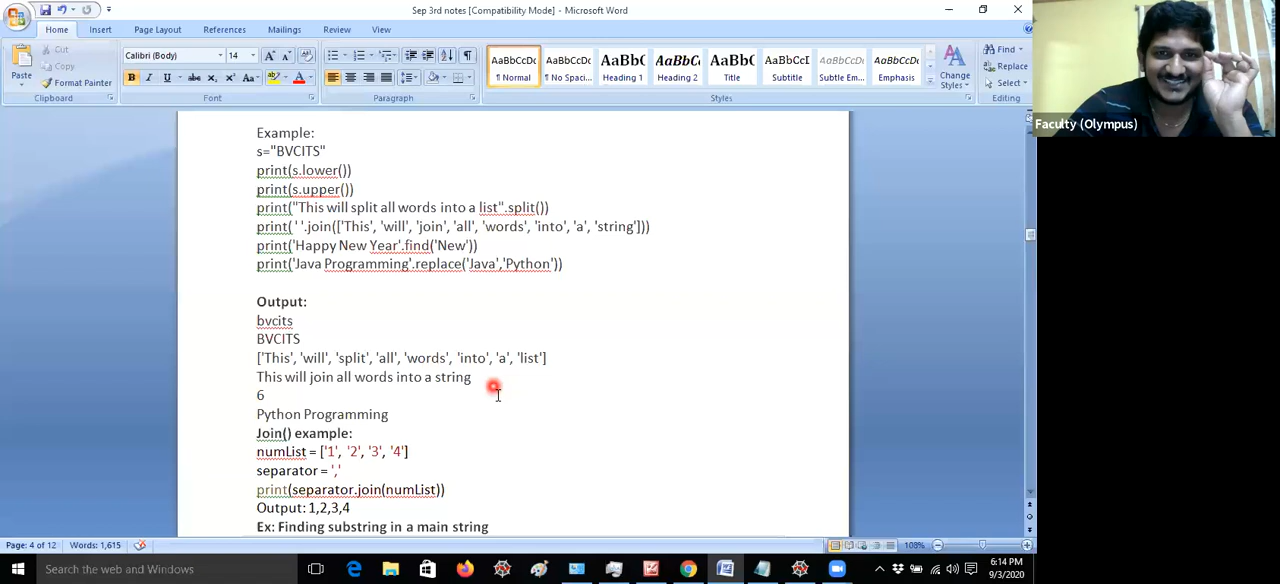 Sep 3rd notes [Compatibility Mode] - Microsoft Word
Home Insert Page Layout References Mailings Review View
Paste
Cut
Copy
Format Painter
Clipboard
Calibri (Body) 14
Font
Paragraph
AaBbCcDc AaBbCcDc AaBbC AaBbC AaBbC AaBbCcI AaBbCcDc AaBbCcDc
¶ Normal ¶ No Spaci... Heading 1 Heading 2 Title Subtitle Subtle Em... Emphasis
Change
Styles
Styles
Find
Replace
Select
Editing
Faculty (Olympus)
Example:
s="BVCITS"
print(s.lower())
print(s.upper())
print("This will split all words into a list".split())
print( ' '.join(['This', 'will', 'join', 'all', 'words', 'into', 'a', 'string']))
print('Happy New Year'.find('New'))
print('Java Programming'.replace('Java','Python'))
Output:
bvcits
BVCITS
['This', 'will', 'split', 'all', 'words', 'into', 'a', 'list']
This will join all words into a string
6
Python Programming
Join() example:
numList = ['1', '2', '3', '4']
separator = ','
print(separator.join(numList))
Output: 1,2,3,4
Ex: Finding substring in a main string
Page: 4 of 12 Words: 1,615 108%
Search the web and Windows
6:14 PM
9/3/2020